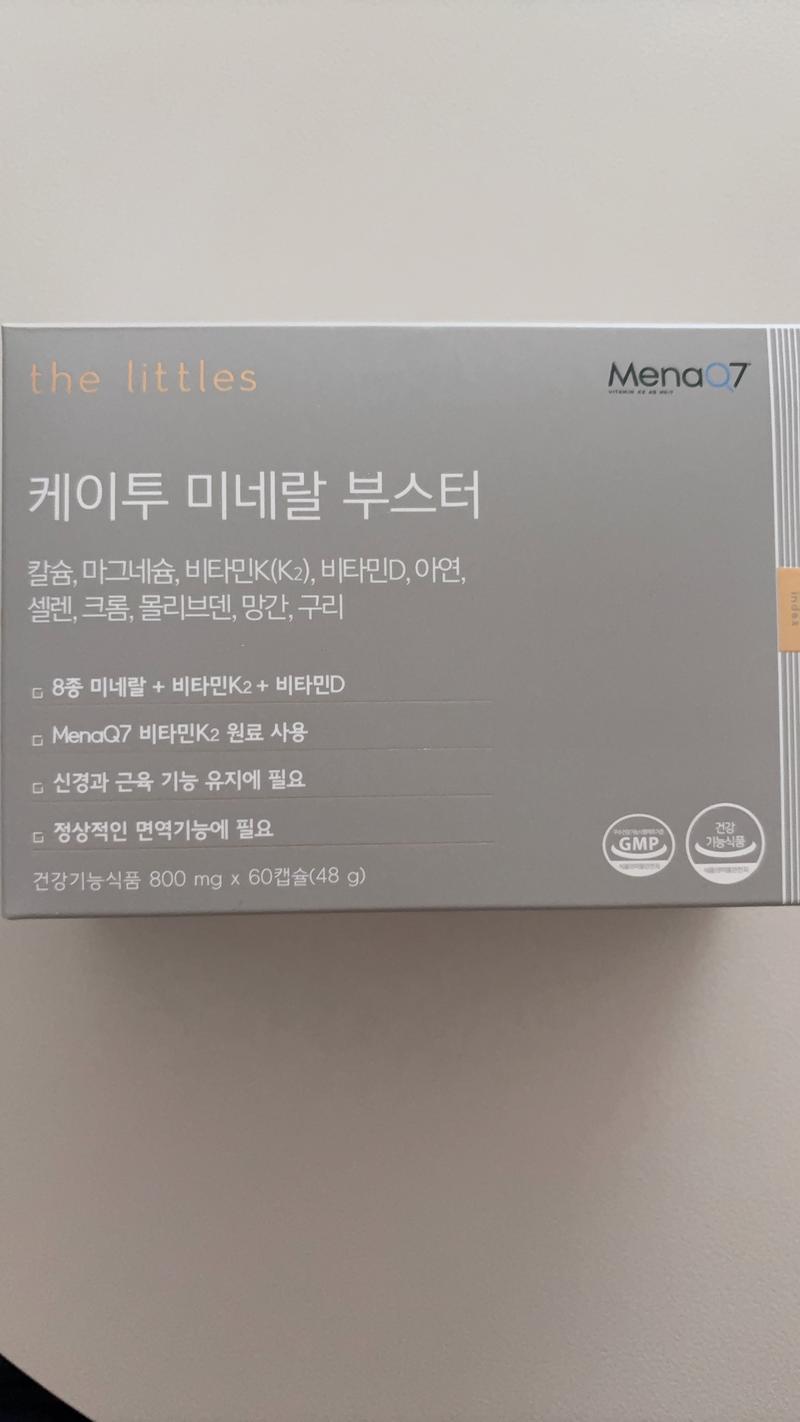 the littles
MenaQ7
케이투 미네랄 부스터
칼슘, 마그네슘, 비타민K(K2), 비타민D, 아연,
셀렌, 크롬, 몰리브덴, 망간, 구리
8종 미네랄 + 비타민K2 + 비타민D
MenaQ7 비타민K2 원료 사용
신경과 근육 기능 유지에 필요
정상적인 면역기능에 필요
건강기능식품 800 mg x 60캡슐(48 g)
GMP
건강
기능식품
index